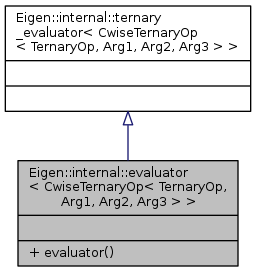 Eigen::internal::ternary
_evaluator< CwiseTernaryOp
< TernaryOp, Arg1, Arg2, Arg3 > >
Eigen::internal::evaluator
< CwiseTernaryOp< TernaryOp,
Arg1, Arg2, Arg3 > >
+ evaluator()